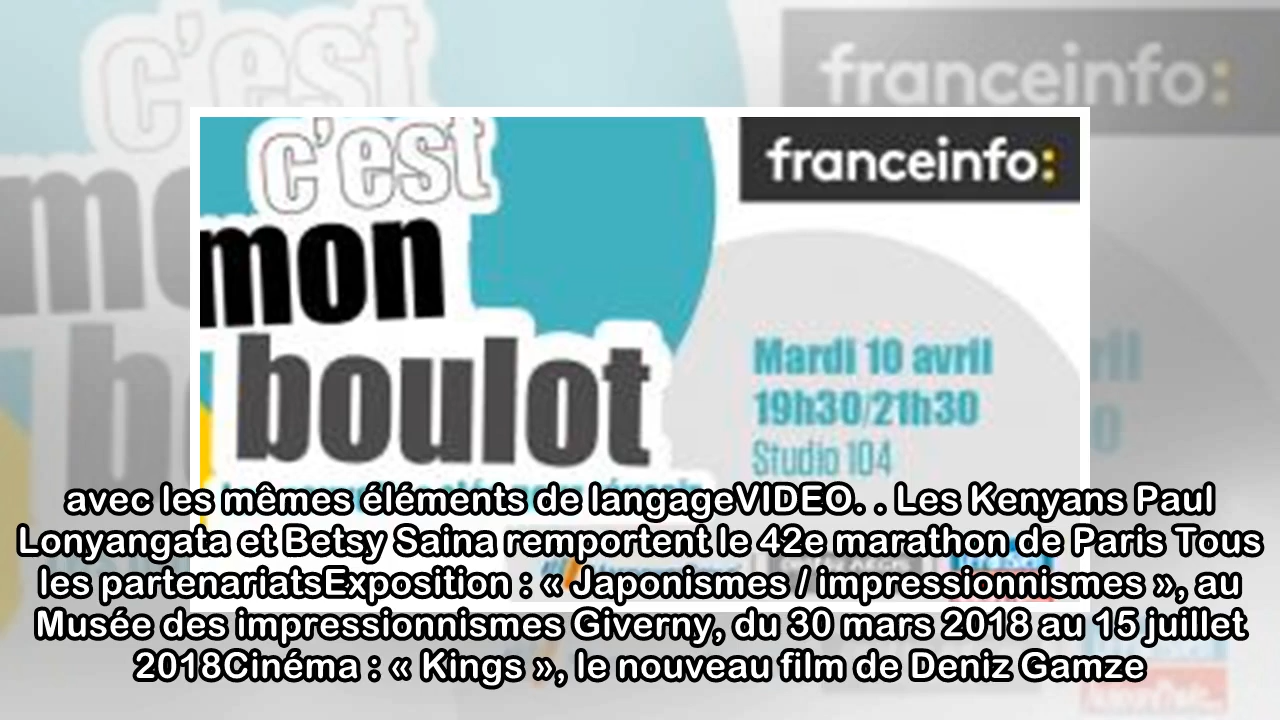 c'est
franceinfo:
c'est
franceinfo:
mon
boulot
Mardi 10 avril
19h30/21h30
Studio 104
avec les mêmes éléments de langageVIDEO. . Les Kenyans Paul
Lonyangata et Betsy Saina remportent le 42e marathon de Paris Tous
les partenariatsExposition : « Japonismes / impressionnismes », au
Musée des impressionnismes Giverny, du 30 mars 2018 au 15 juillet
2018Cinéma : « Kings », le nouveau film de Deniz Gamze